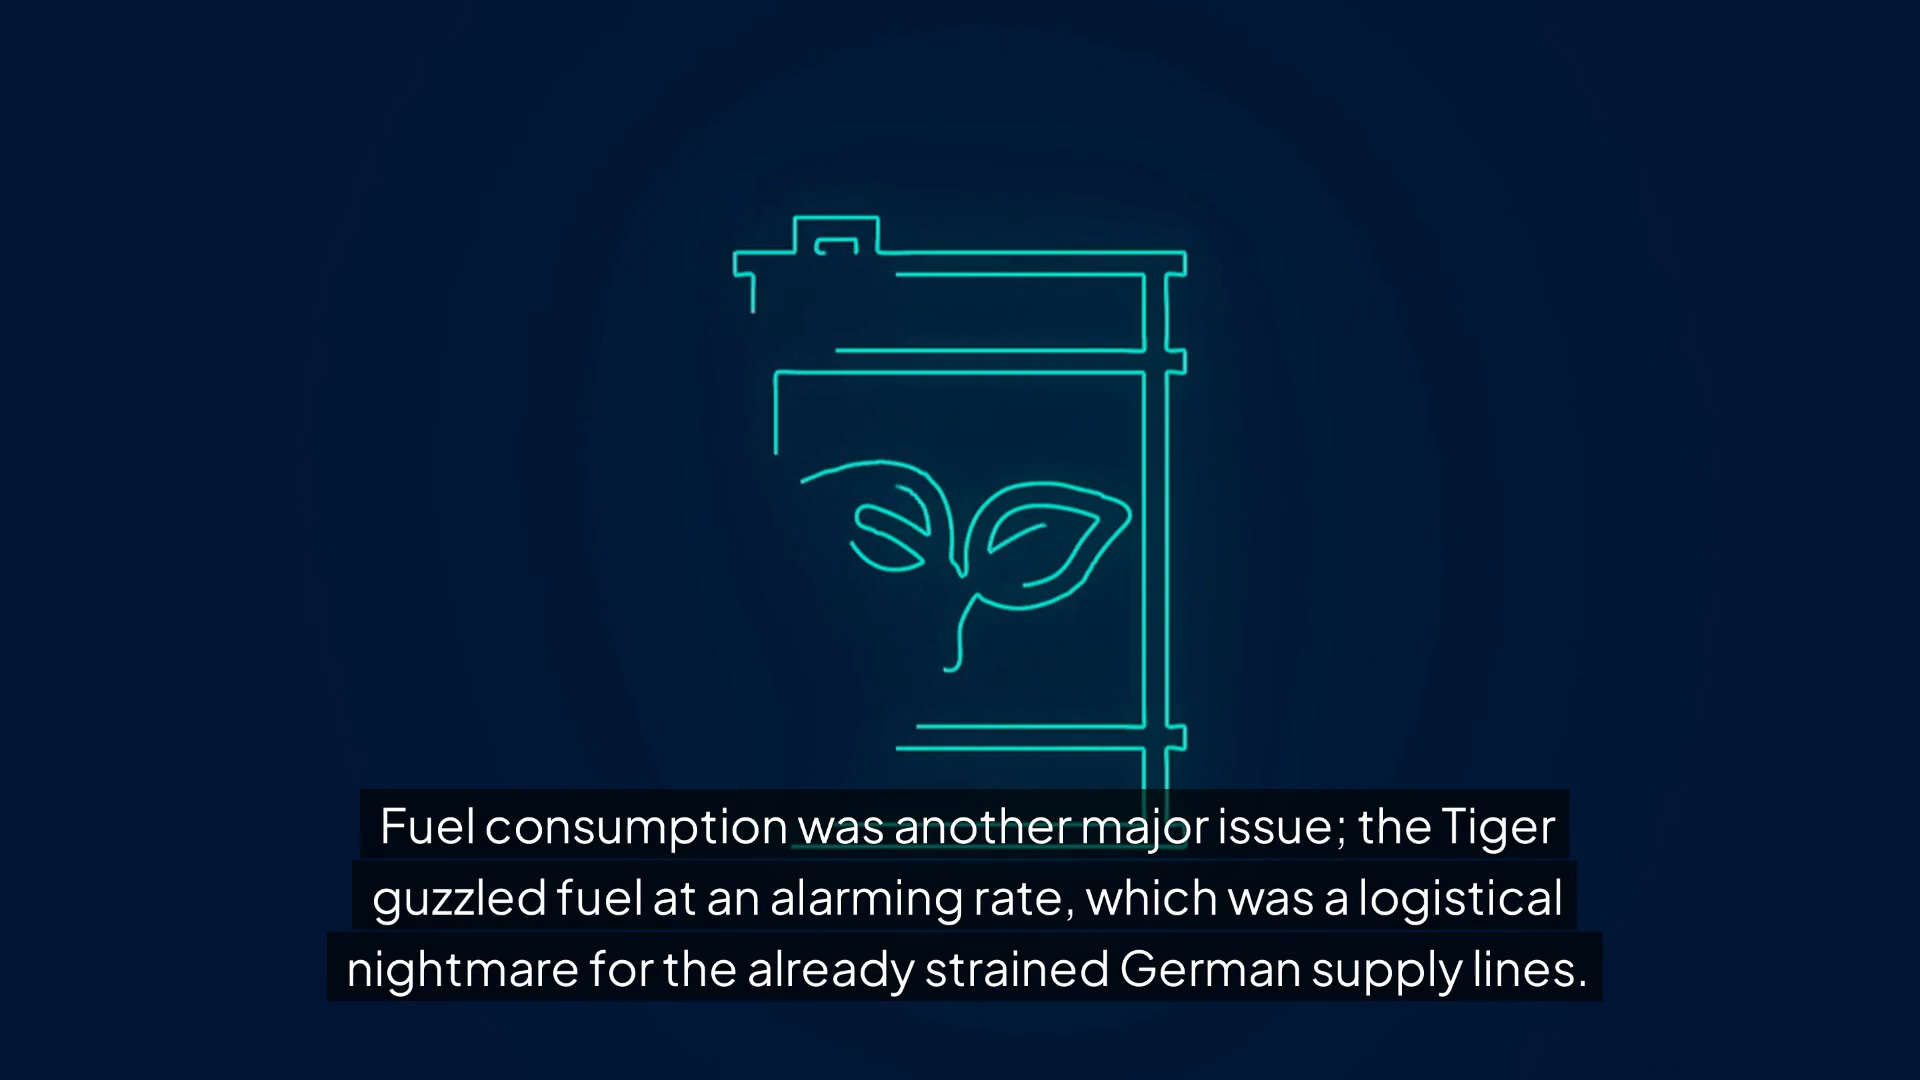 Fuel consumption was another major issue; the Tiger
guzzled fuel at an alarming rate, which was a logistical
nightmare for the already strained German supply lines.